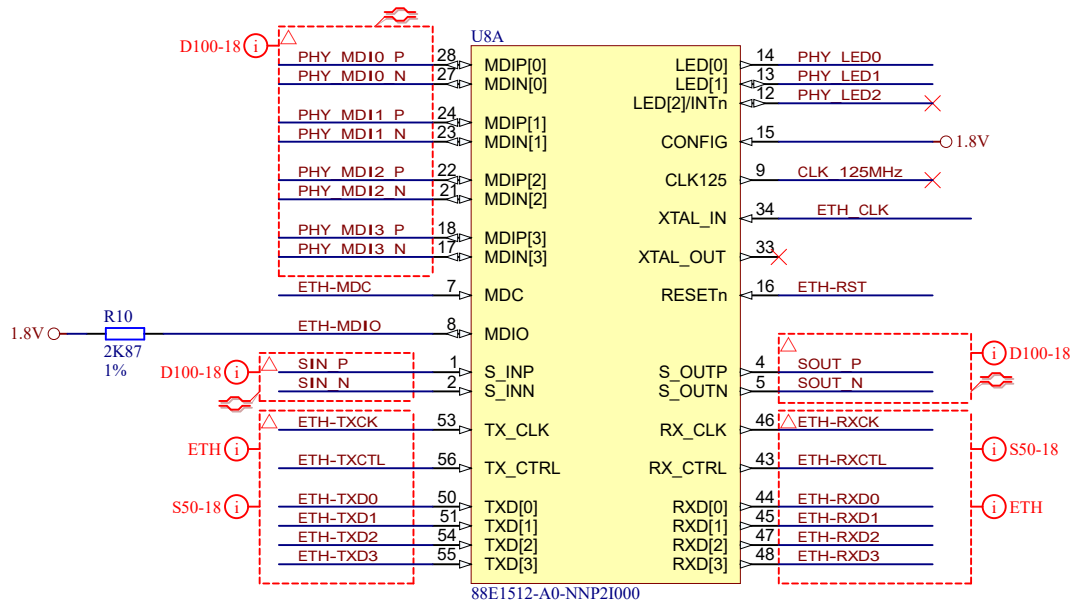 U8A
D100-18 i
PHY_MDI0_P 28 MDIP[0] LED[0] 14 PHY_LED0
PHY_MDI0_N 27 MDIN[0] LED[1] 13 PHY_LED1
LED[2]/INTn 12 PHY_LED2
PHY_MDI1_P 24 MDIP[1]
PHY_MDI1_N 23 MDIN[1] CONFIG 15 1.8V
PHY_MDI2_P 22 MDIP[2] CLK125 9 CLK_125MHz
PHY_MDI2_N 21 MDIN[2]
XTAL_IN 34 ETH_CLK
PHY_MDI3_P 18 MDIP[3]
PHY_MDI3_N 17 MDIN[3] XTAL_OUT 33
ETH-MDC 7 MDC RESETn 16 ETH-RST
1.8V R10 ETH-MDIO 8 MDIO
2K87
1%
i D100-18
D100-18 i SIN_P 1 S_INP S_OUTP 4 SOUT_P
SIN_N 2 S_INN S_OUTN 5 SOUT_N
ETH-TXCK 53 TX_CLK RX_CLK 46 ETH-RXCK
ETH i i S50-18
ETH-TXCTL 56 TX_CTRL RX_CTRL 43 ETH-RXCTL
S50-18 i ETH-TXD0 50 TXD[0] RXD[0] 44 ETH-RXD0 i ETH
ETH-TXD1 51 TXD[1] RXD[1] 45 ETH-RXD1
ETH-TXD2 54 TXD[2] RXD[2] 47 ETH-RXD2
ETH-TXD3 55 TXD[3] RXD[3] 48 ETH-RXD3
88E1512-A0-NNP2I000